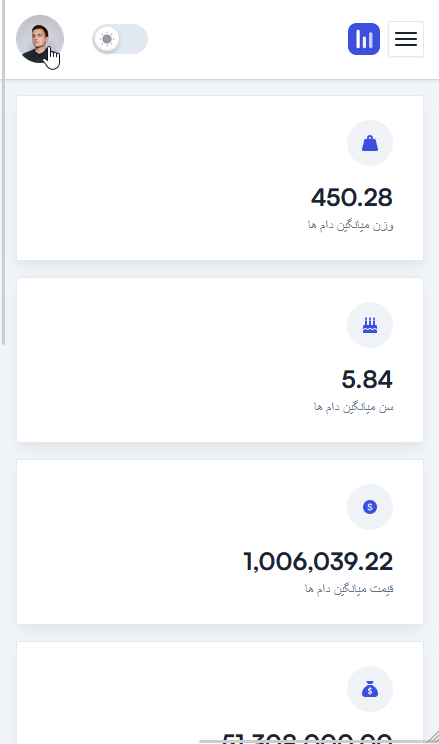 450.28
وزن میانگین دام ها
5.84
سن میانگین دام ها
1,006,039.22
قیمت میانگین دام ها